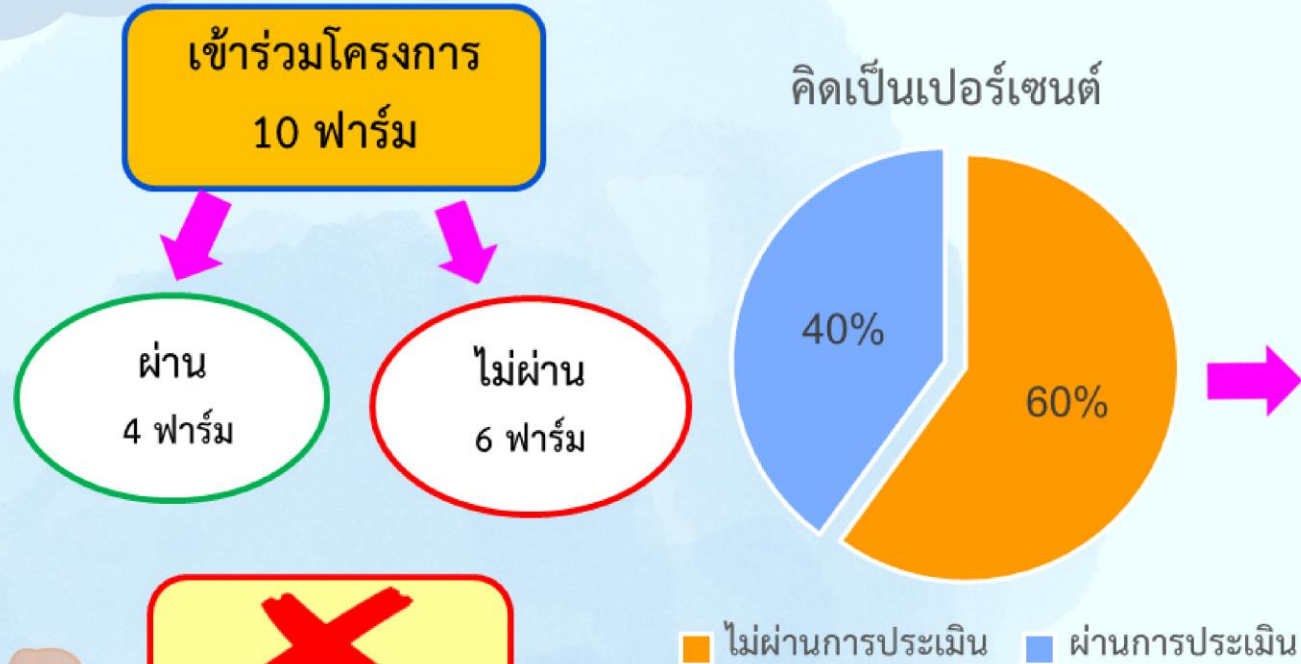 เข้าร่วมโครงการ
10 ฟาร์ม
ผ่าน
4 ฟาร์ม
ไม่ผ่าน
6 ฟาร์ม
คิดเป็นเปอร์เซนต์
40%
60%
ไม่ผ่านการประเมิน
ผ่านการประเมิน